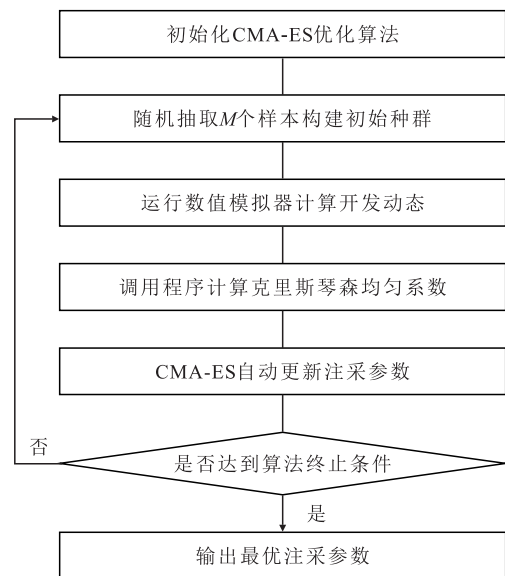 初始化CMA-ES优化算法
随机抽取M个样本构建初始种群
运行数值模拟器计算开发动态
调用程序计算克里斯琴森均匀系数
CMA-ES自动更新注采参数
否
是否达到算法终止条件
是
输出最优注采参数